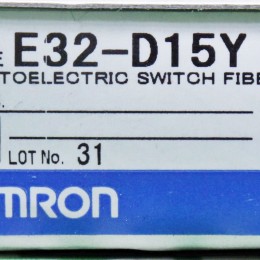 E E32-D15Y
TOELECTRIC SWITCH FIBE
LOT No. 31
MRON